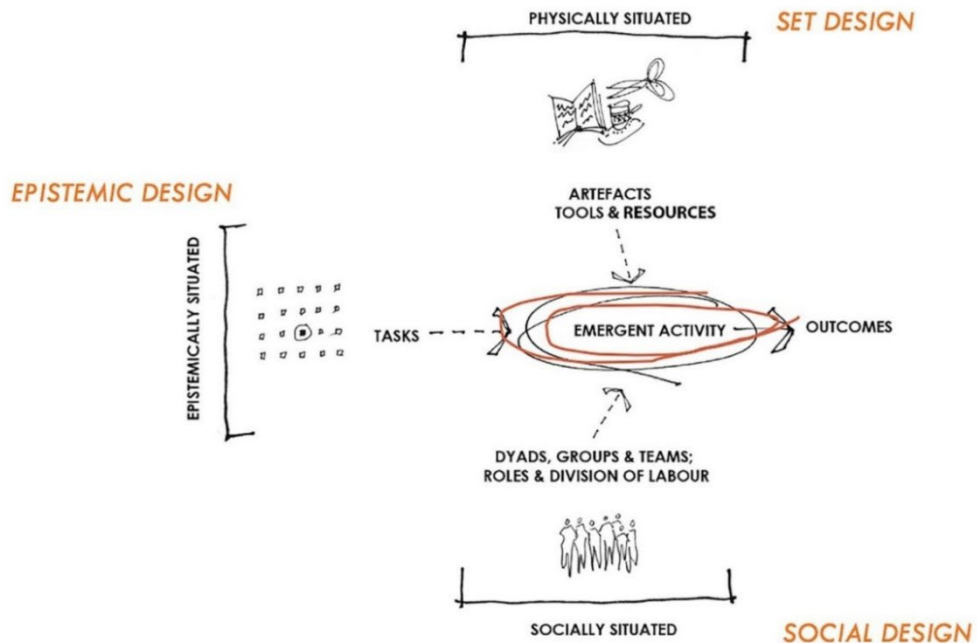 PHYSICALLY SITUATED
SET DESIGN
EPISTEMIC DESIGN
ARTEFACTS
TOOLS & RESOURCES
EPISTEMICALLY SITUATED
TASKS
EMERGENT ACTIVITY
OUTCOMES
DYADS, GROUPS & TEAMS;
ROLES & DIVISION OF LABOUR
SOCIALLY SITUATED
SOCIAL DESIGN